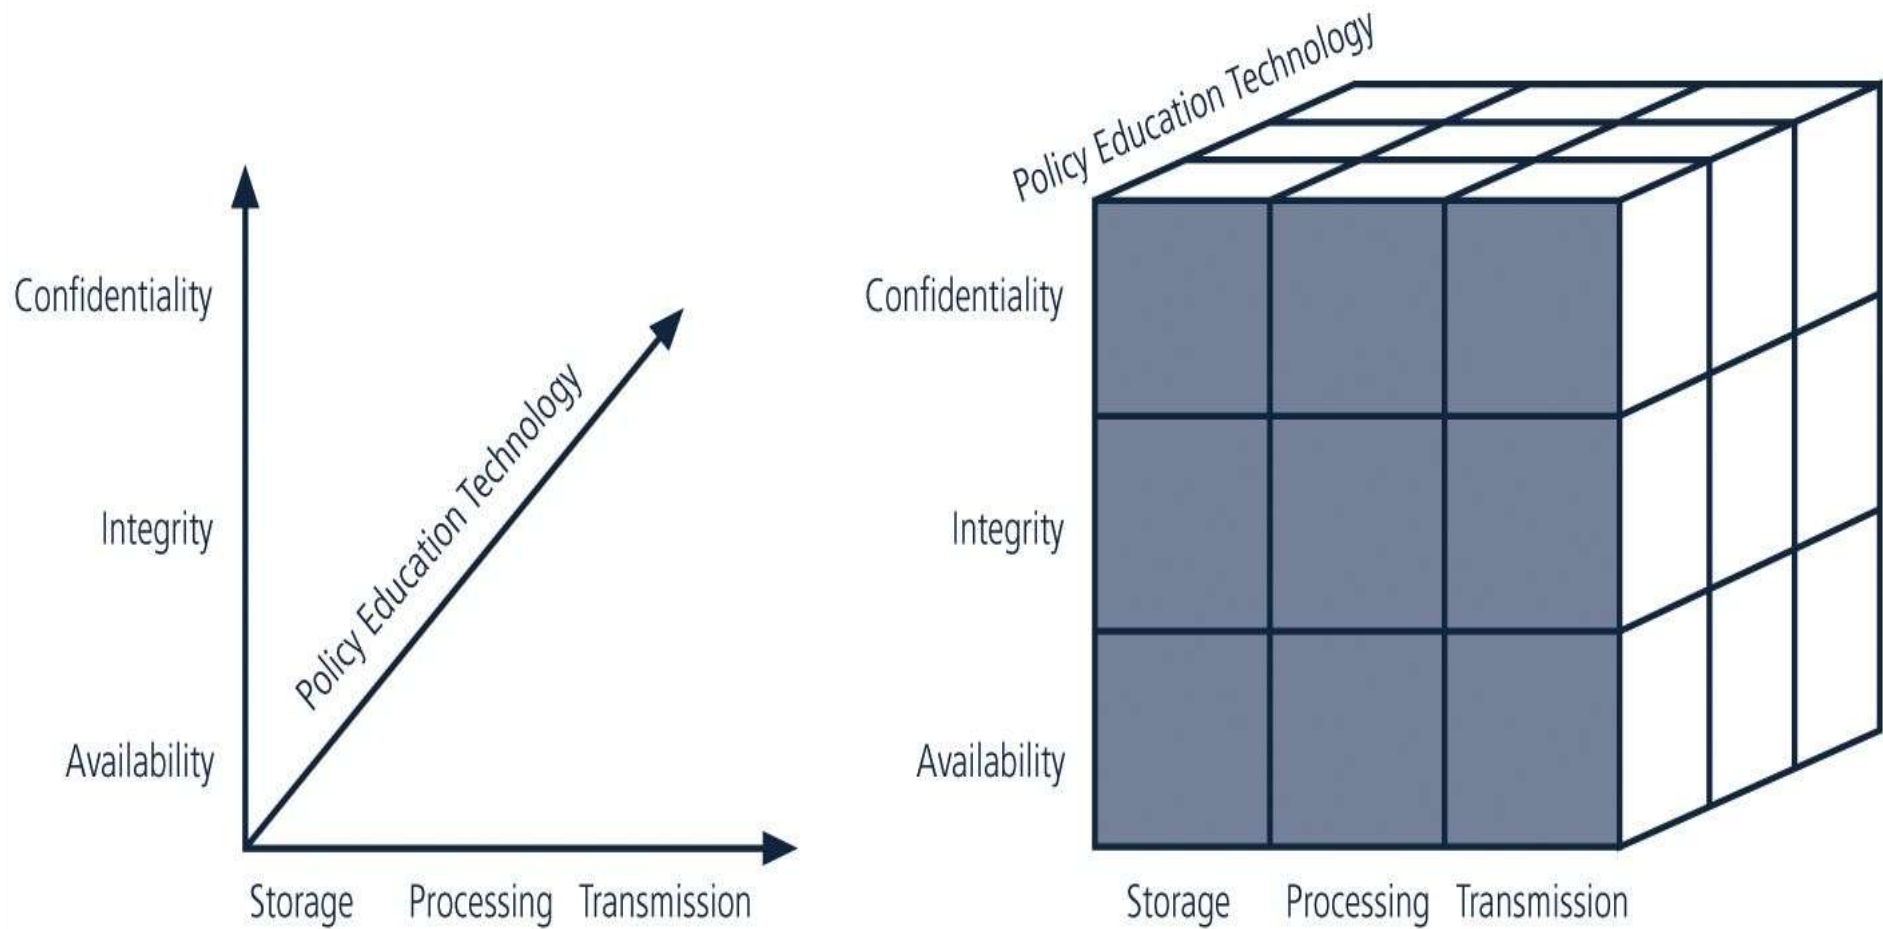 Confidentiality
Integrity
Availability
Policy Education Technology
Storage Processing Transmission
Policy Education Technology
Confidentiality
Integrity
Availability
Storage Processing Transmission